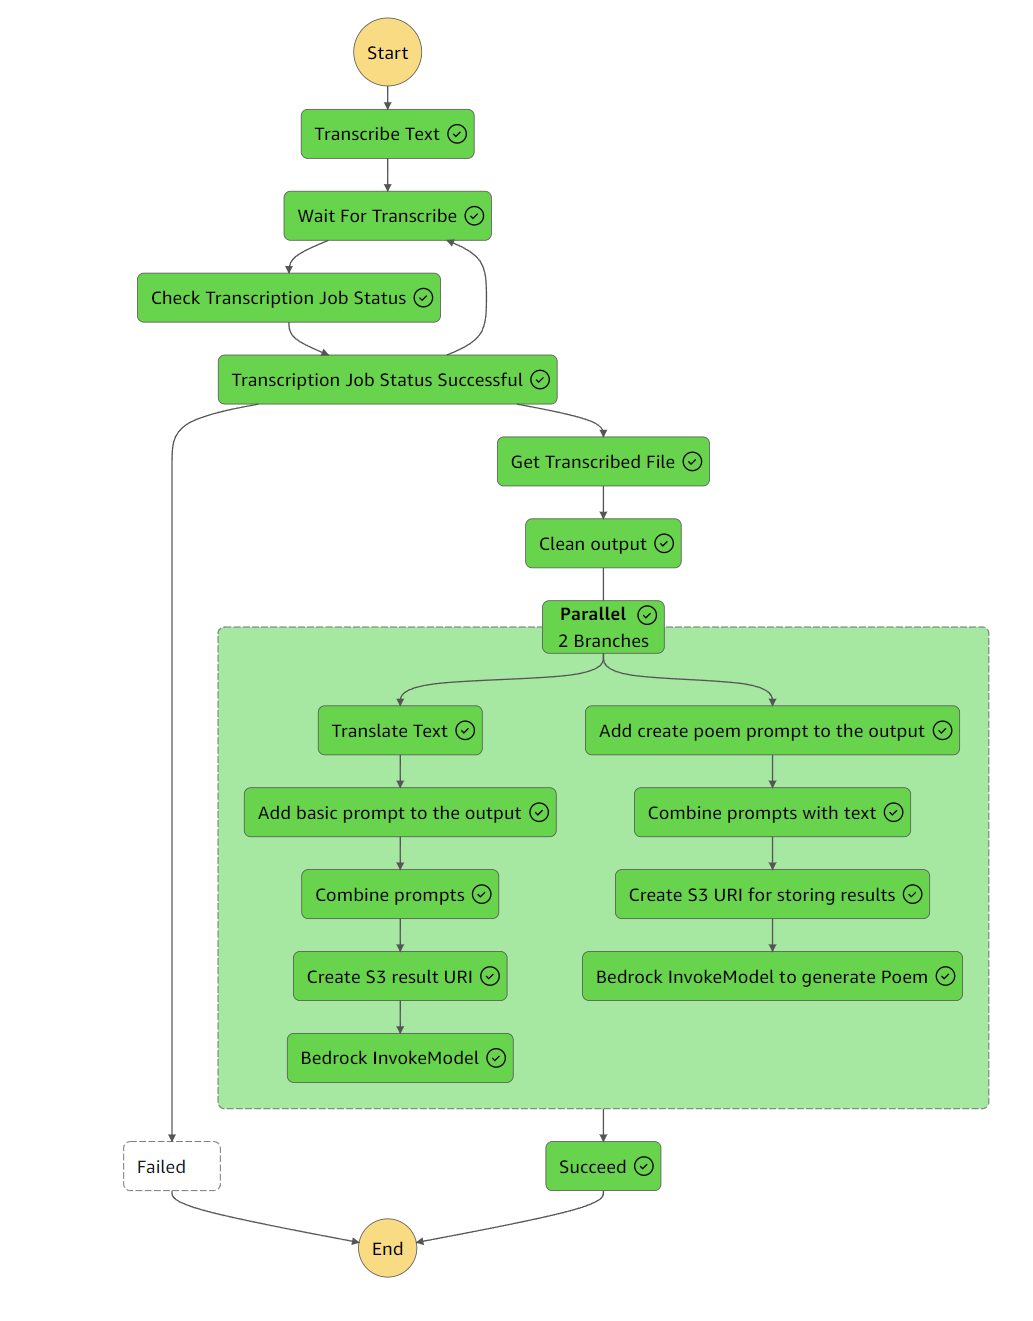 Start
Transcribe Text
Wait For Transcribe
Check Transcription Job Status
Transcription Job Status Successful
Get Transcribed File
Clean output
Parallel
2 Branches
Translate Text
Add basic prompt to the output
Combine prompts
Create S3 result URI
Bedrock InvokeModel
Add create poem prompt to the output
Combine prompts with text
Create S3 URI for storing results
Bedrock InvokeModel to generate Poem
Failed
Succeed
End